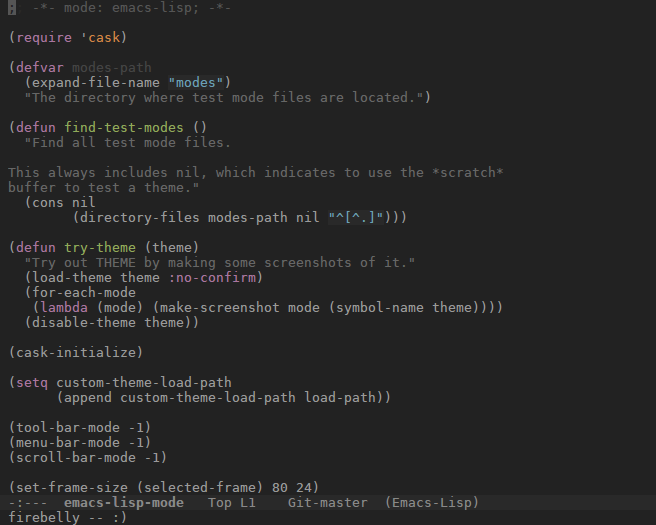 ; -*- mode: emacs-lisp; -*-

(require 'cask)

(defvar modes-path
  (expand-file-name "modes")
  "The directory where test mode files are located.")

(defun find-test-modes ()
  "Find all test mode files.

This always includes nil, which indicates to use the *scratch*
buffer to test a theme."
  (cons nil
        (directory-files modes-path nil "^[^.]")))

(defun try-theme (theme)
  "Try out THEME by making some screenshots of it."
  (load-theme theme :no-confirm)
  (for-each-mode
   (lambda (mode) (make-screenshot mode (symbol-name theme))))
  (disable-theme theme))

(cask-initialize)

(setq custom-theme-load-path
      (append custom-theme-load-path load-path))

(tool-bar-mode -1)
(menu-bar-mode -1)
(scroll-bar-mode -1)

(set-frame-size (selected-frame) 80 24)
-:---  emacs-lisp-mode   Top L1    Git-master  (Emacs-Lisp)
firebelly -- :)